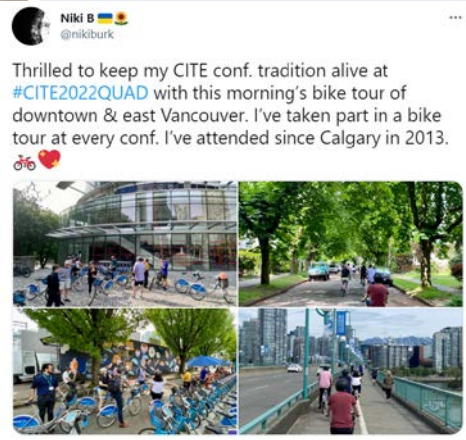 Niki B 🇺🇦🌻
@nikiburk
Thrilled to keep my CITE conf. tradition alive at
#CITE2022QUAD with this morning's bike tour of
downtown & east Vancouver. I've taken part in a bike
tour at every conf. I've attended since Calgary in 2013.
🚲💖